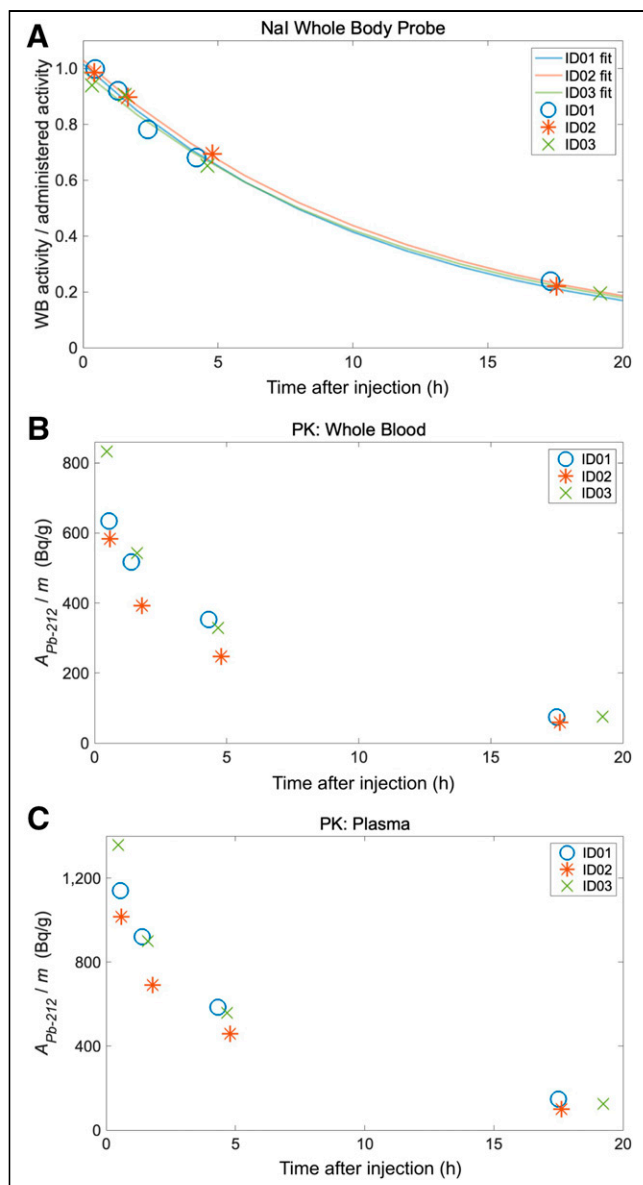 A
NaI Whole Body Probe
WB activity / administered activity
1.0
0.8
0.6
0.4
0.2
0
ID01 fit
ID02 fit
ID03 fit
ID01
ID02
ID03
0 5 10 15 20
Time after injection (h)
B
PK: Whole Blood
A Pb-212 / m (Bq/g)
800
600
400
200
0
ID01
ID02
ID03
0 5 10 15 20
Time after injection (h)
C
PK: Plasma
A Pb-212 / m (Bq/g)
1,200
800
400
0
ID01
ID02
ID03
0 5 10 15 20
Time after injection (h)